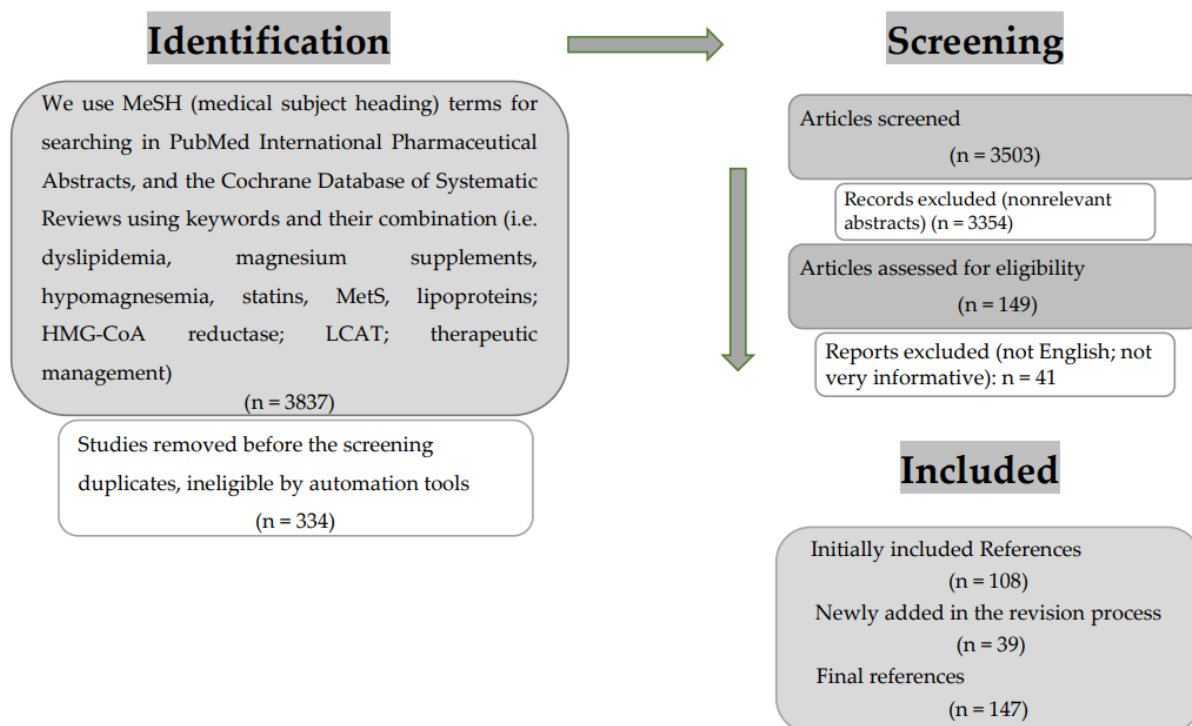 Identification
We use MeSH (medical subject heading) terms for
searching in PubMed International Pharmaceutical
Abstracts, and the Cochrane Database of Systematic
Reviews using keywords and their combination (i.e.
dyslipidemia, magnesium supplements,
hypomagnesemia, statins, MetS, lipoproteins;
HMG-CoA reductase; LCAT; therapeutic
management)
(n = 3837)
Studies removed before the screening
duplicates, ineligible by automation tools
(n = 334)
Screening
Articles screened
(n = 3503)
Records excluded (nonrelevant
abstracts) (n = 3354)
Articles assessed for eligibility
(n = 149)
Reports excluded (not English; not
very informative): n = 41
Included
Initially included References
(n = 108)
Newly added in the revision process
(n = 39)
Final references
(n = 147)